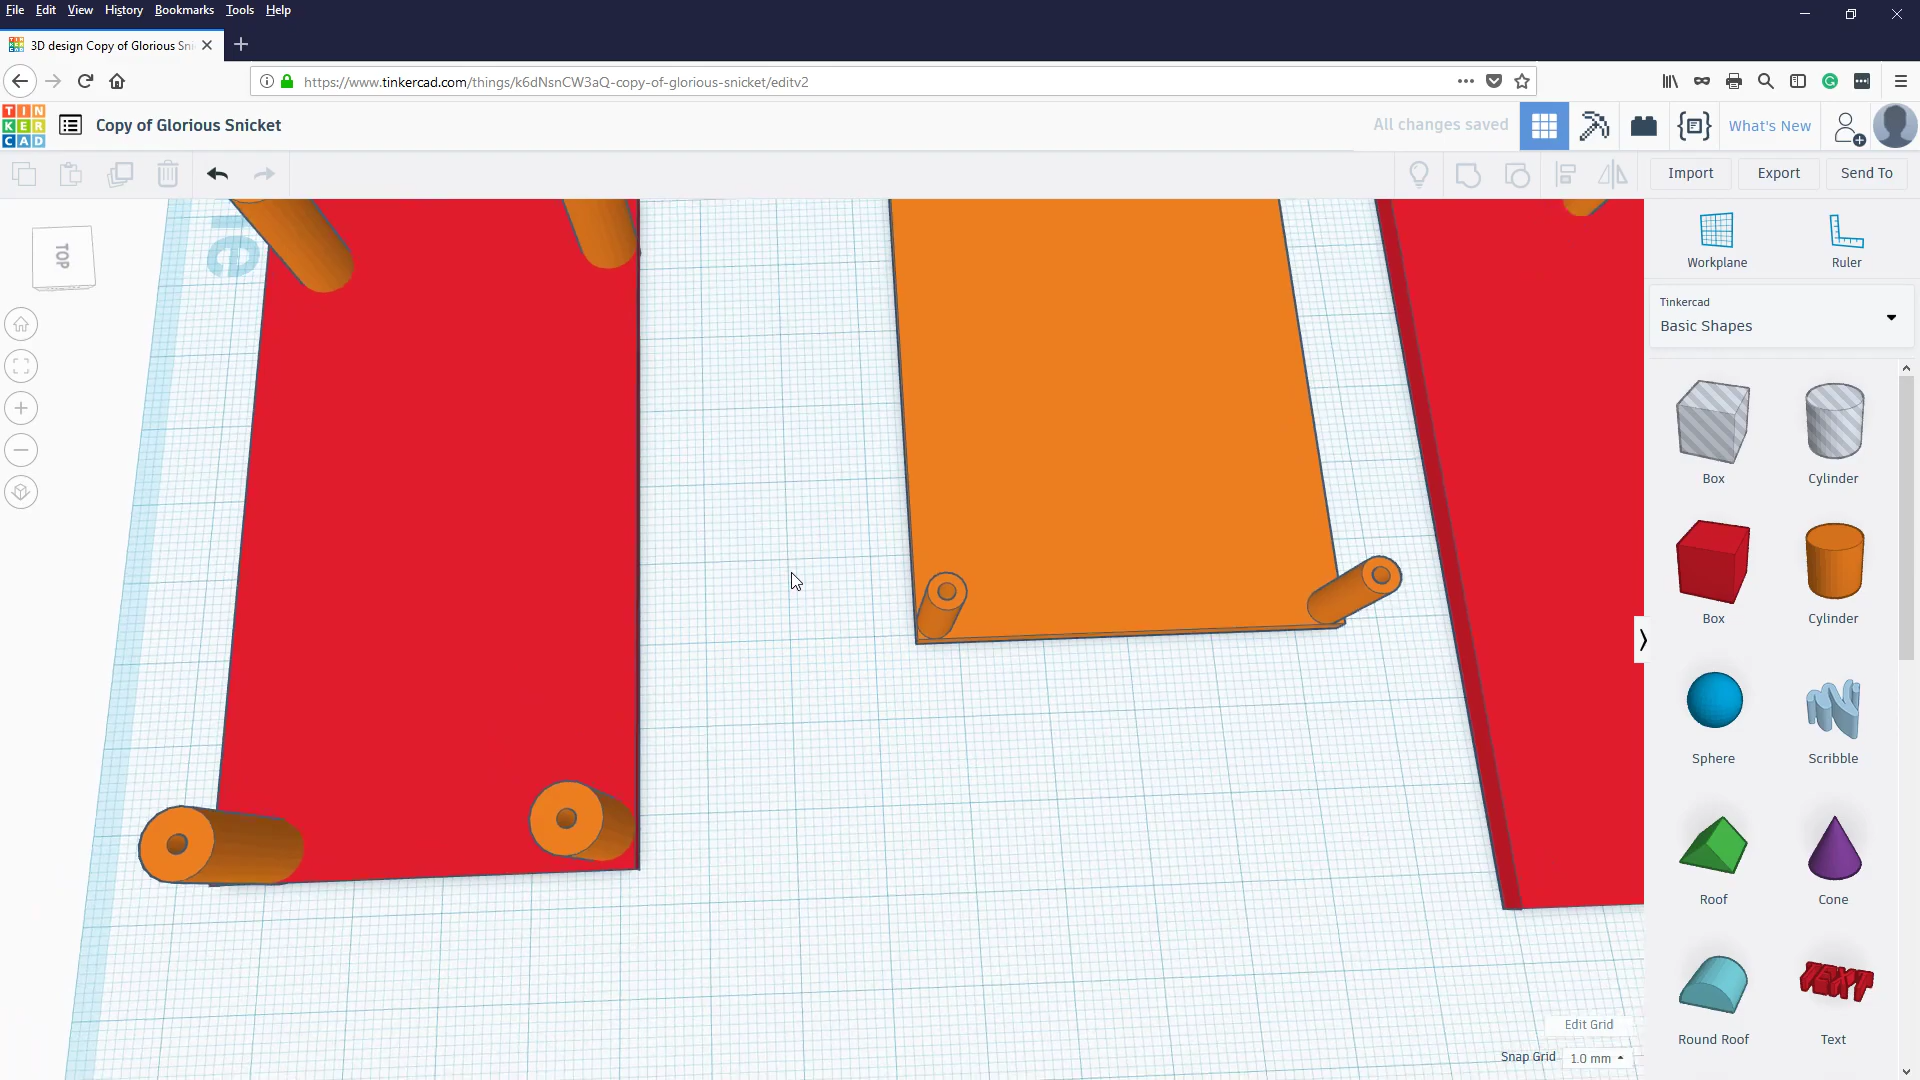 File Edit View History Bookmarks Tools Help
3D design Copy of Glorious Sni
https://www.tinkercad.com/things/k6dNsnCW3aQ-copy-of-glorious-snicket/editv2
TIN
KER
CAD
Copy of Glorious Snicket
All changes saved
What's New
Import
Export
Send To
TOP
Workplane
Ruler
Tinkercad
Basic Shapes
Box
Cylinder
Box
Cylinder
Sphere
Scribble
Roof
Cone
TEXT
Round Roof
Text
Edit Grid
Snap Grid 1.0 mm